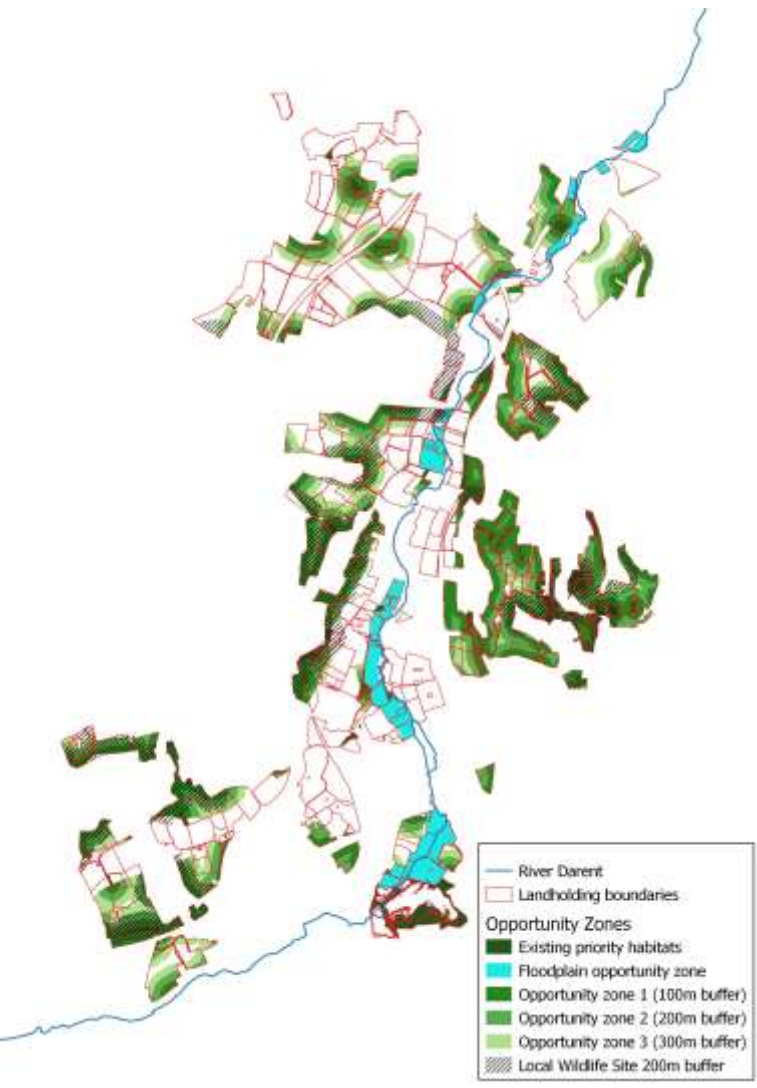 River Darent
Landholding boundaries
Opportunity Zones
Existing priority habitats
Floodplain opportunity zone
Opportunity zone 1 (100m buffer)
Opportunity zone 2 (200m buffer)
Opportunity zone 3 (300m buffer)
Local Wildlife Site 200m buffer